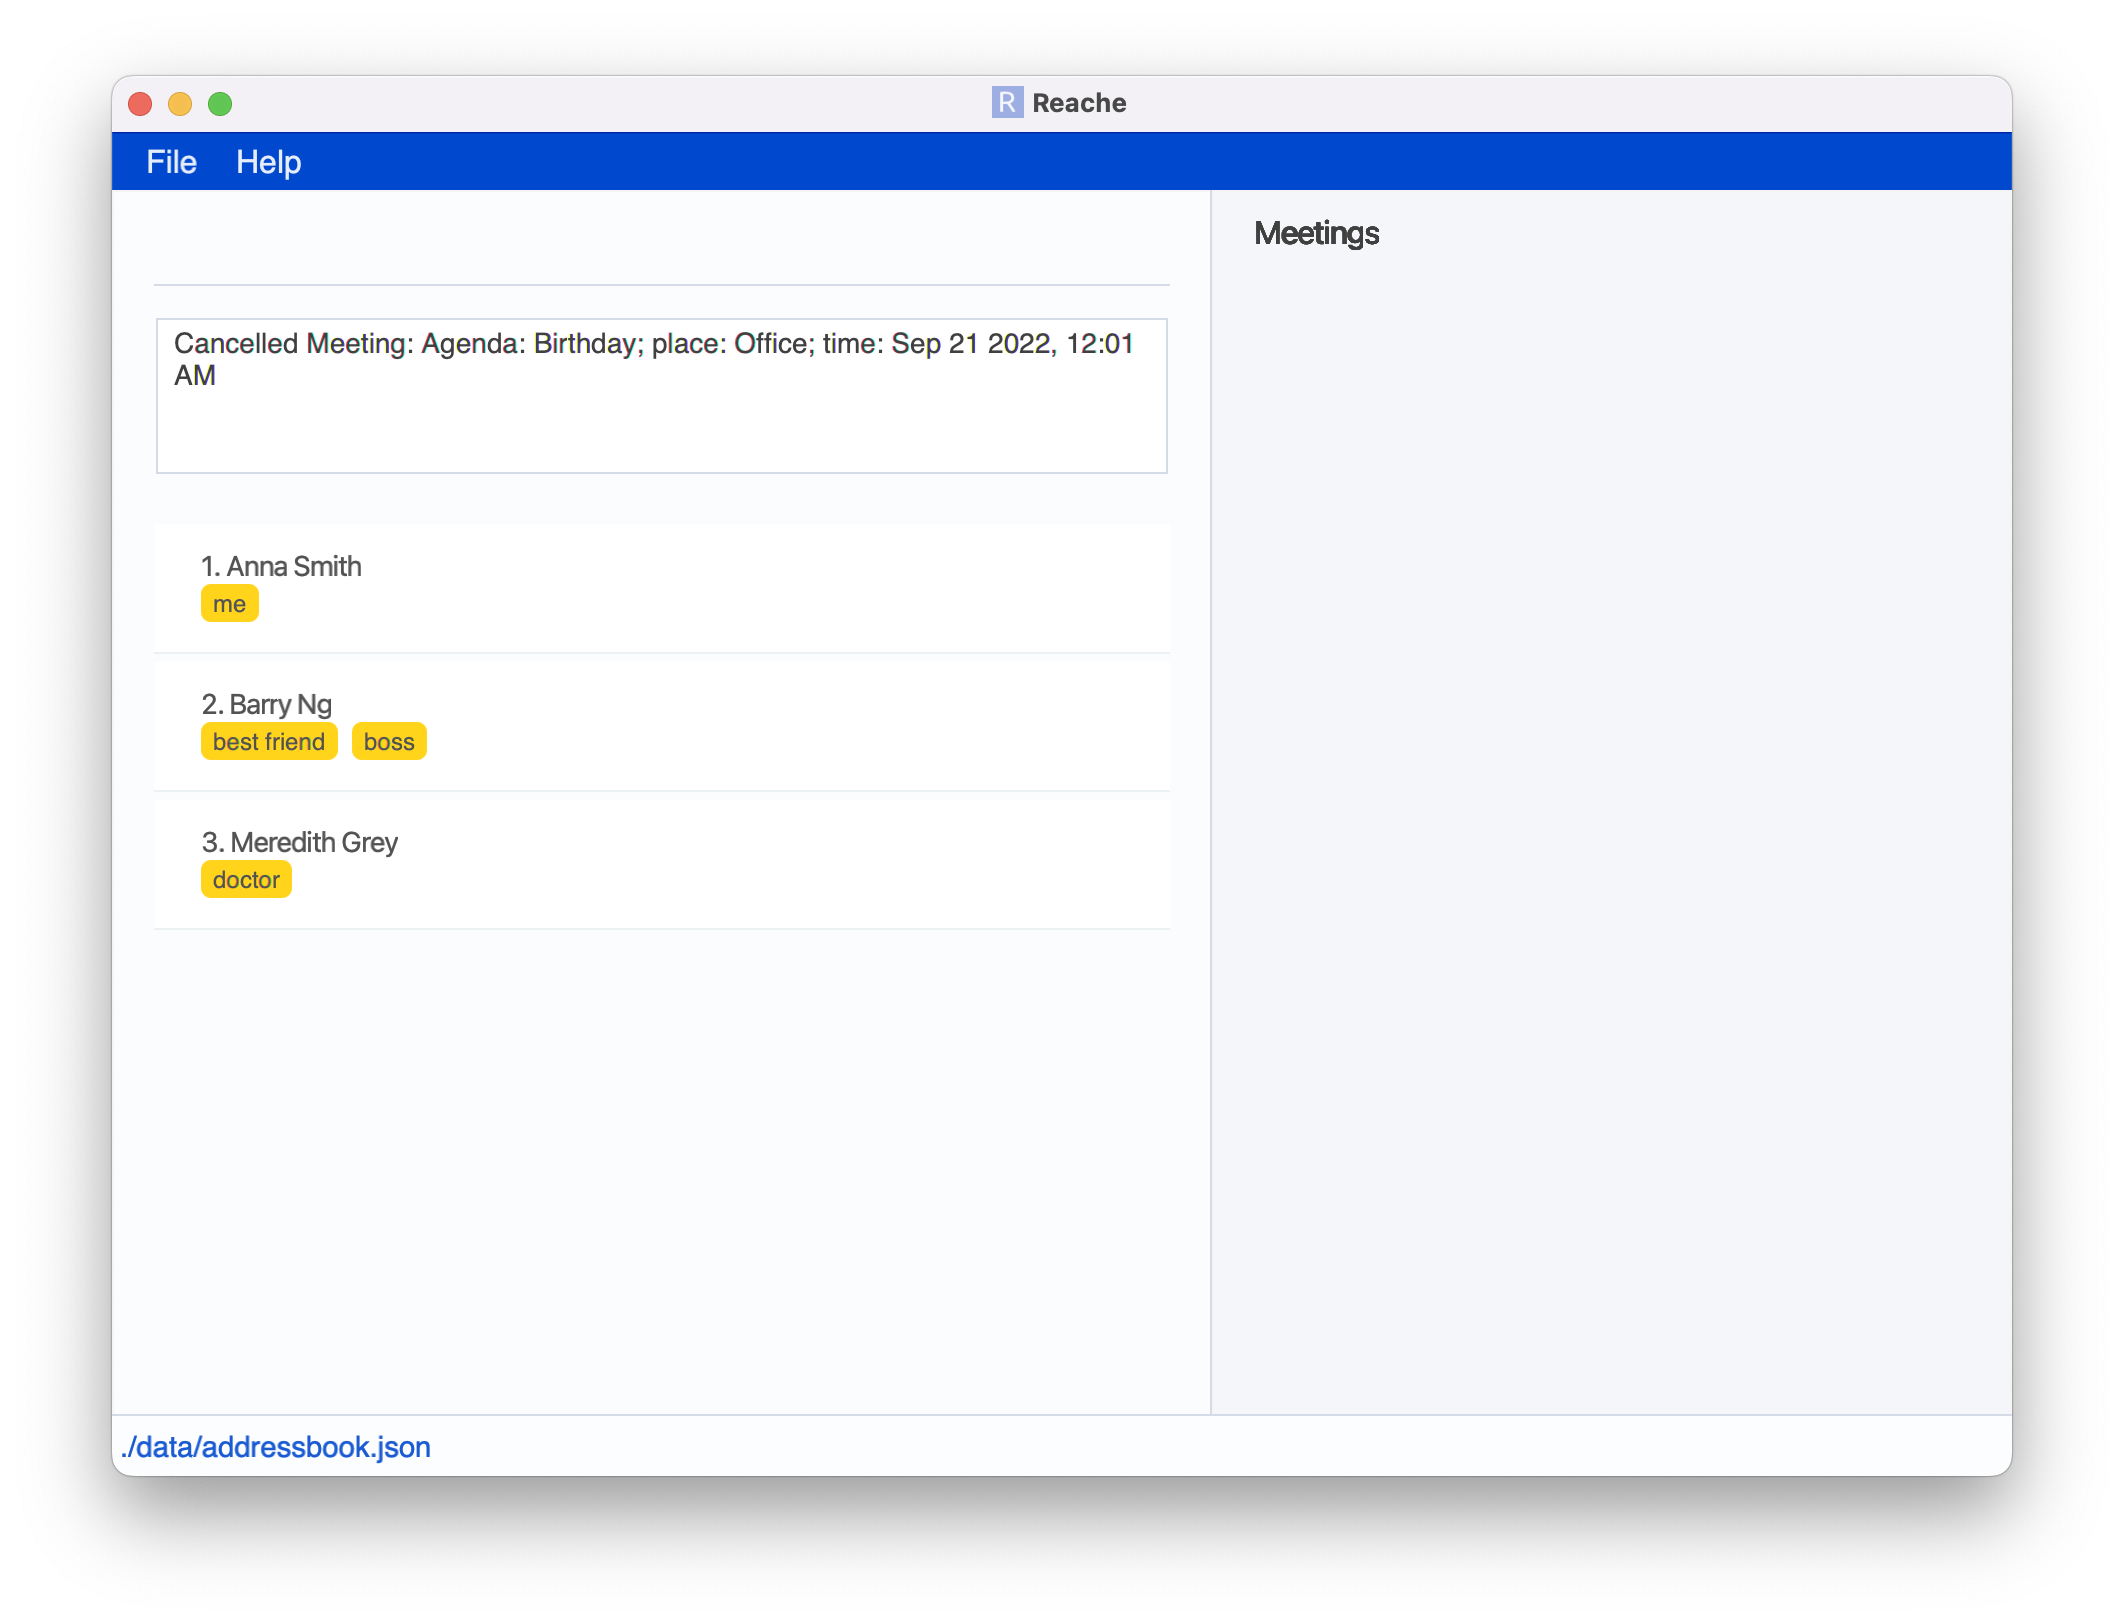 R Reache
File Help
Meetings
Cancelled Meeting: Agenda: Birthday; place: Office; time: Sep 21 2022, 12:01
AM
1. Anna Smith
me
2. Barry Ng
best friend boss
3. Meredith Grey
doctor
./data/addressbook.json